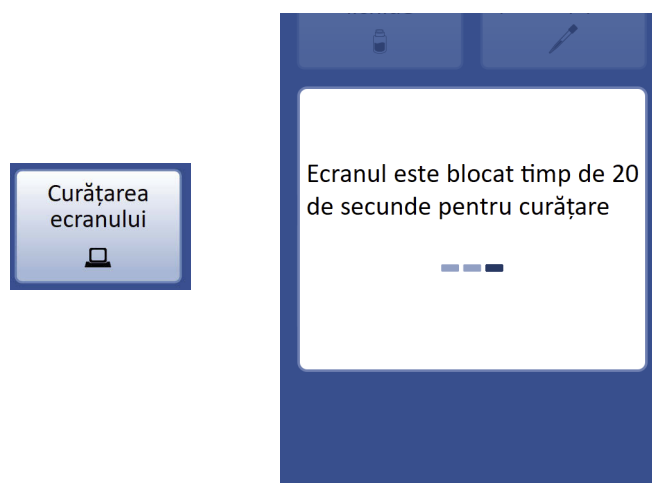 Curățarea
ecranului
Ecranul este blocat timp de 20
de secunde pentru curățare